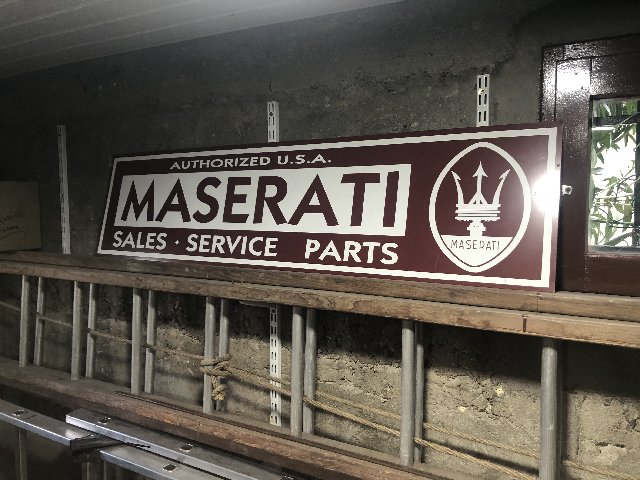 AUTHORIZED U.S.A.
MASERATI
SALES · SERVICE PARTS
MASERATI